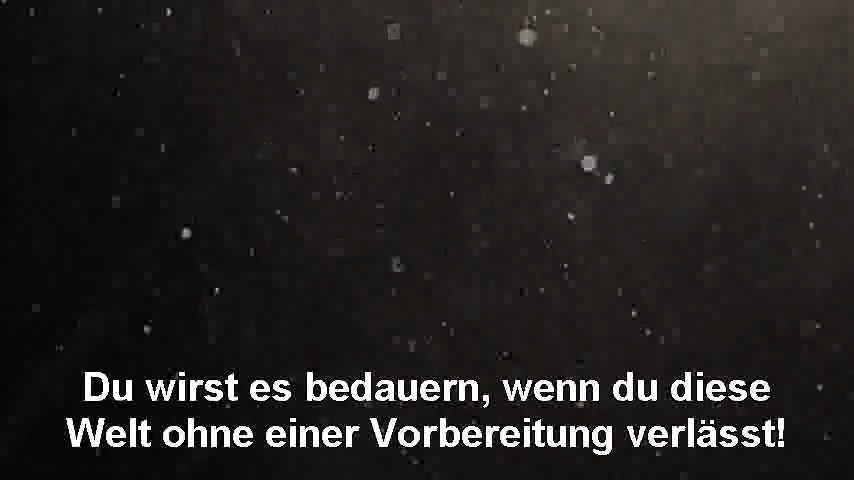 Du wirst es bedauern, wenn du diese
Welt ohne einer Vorbereitung verlässt!